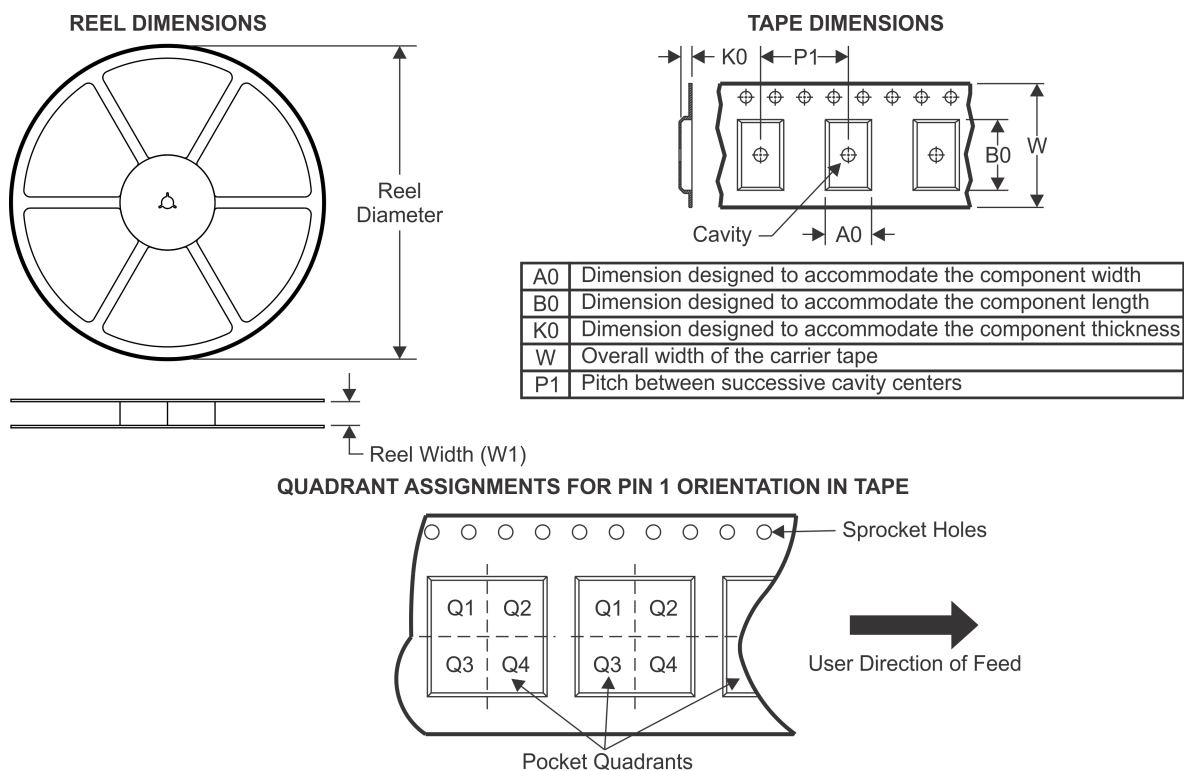 REEL DIMENSIONS
Reel
Diameter
Reel Width (W1)
TAPE DIMENSIONS
K0
P1
B0
W
Cavity
A0
A0 Dimension designed to accommodate the component width
B0 Dimension designed to accommodate the component length
K0 Dimension designed to accommodate the component thickness
W Overall width of the carrier tape
P1 Pitch between successive cavity centers
QUADRANT ASSIGNMENTS FOR PIN 1 ORIENTATION IN TAPE
Sprocket Holes
Q1 Q2 Q1 Q2
Q3 Q4 Q3 Q4
User Direction of Feed
Pocket Quadrants